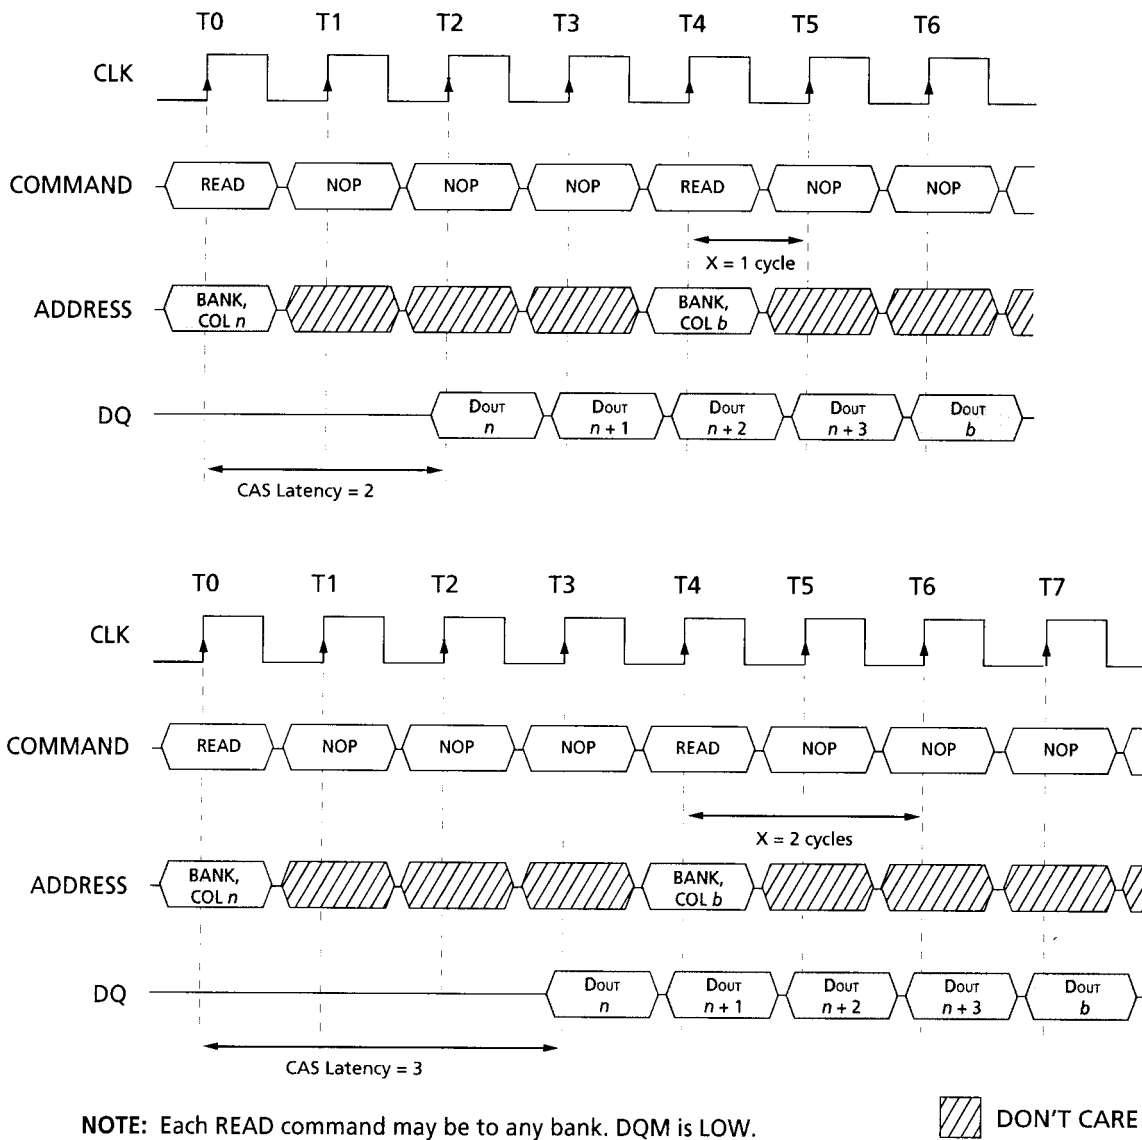 T0 T1 T2 T3 T4 T5 T6
CLK
COMMAND READ NOP NOP NOP READ NOP NOP
X = 1 cycle
ADDRESS BANK, COL n BANK, COL b
DQ DOUT n DOUT n + 1 DOUT n + 2 DOUT n + 3 DOUT b
CAS Latency = 2
T0 T1 T2 T3 T4 T5 T6 T7
CLK
COMMAND READ NOP NOP NOP READ NOP NOP NOP
X = 2 cycles
ADDRESS BANK, COL n BANK, COL b
DQ DOUT n DOUT n + 1 DOUT n + 2 DOUT n + 3 DOUT b
CAS Latency = 3
NOTE: Each READ command may be to any bank. DQM is LOW.
DON'T CARE